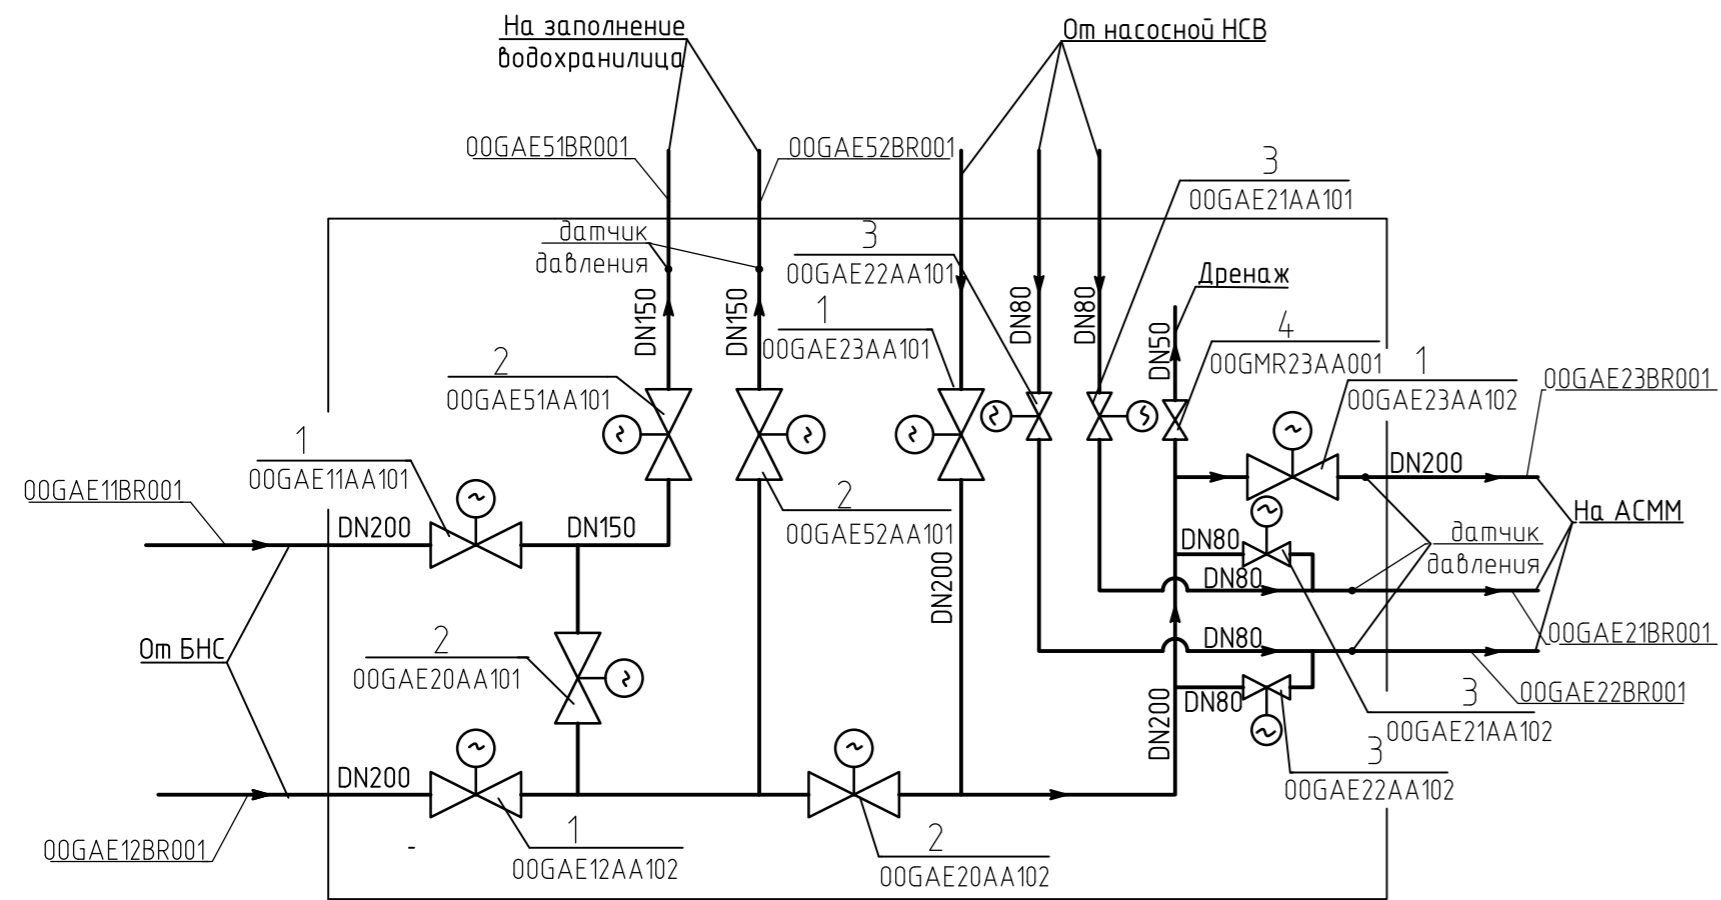 На заполнение
водохранилица
От насосной НСВ
00GAE51BR001
00GAE52BR001
3
00GAE21AA101
датчик
давления
3
00GAE22AA101
Дренаж
DN150
DN150
DN80
DN80
DN50
1
00GAE23AA101
4
00GMR23AA001
2
00GAE51AA101
1
00GAE23AA102
00GAE23BR001
1
00GAE11AA101
00GAE11BR001
DN200
DN150
2
00GAE52AA101
DN200
DN200
На АСММ
датчик
давления
DN80
DN80
От БНС
2
00GAE20AA101
DN80
00GAE21BR001
DN80
DN200
3
00GAE21AA102
00GAE22BR001
3
00GAE22AA102
DN200
00GAE12BR001
-
1
00GAE12AA102
2
00GAE20AA102